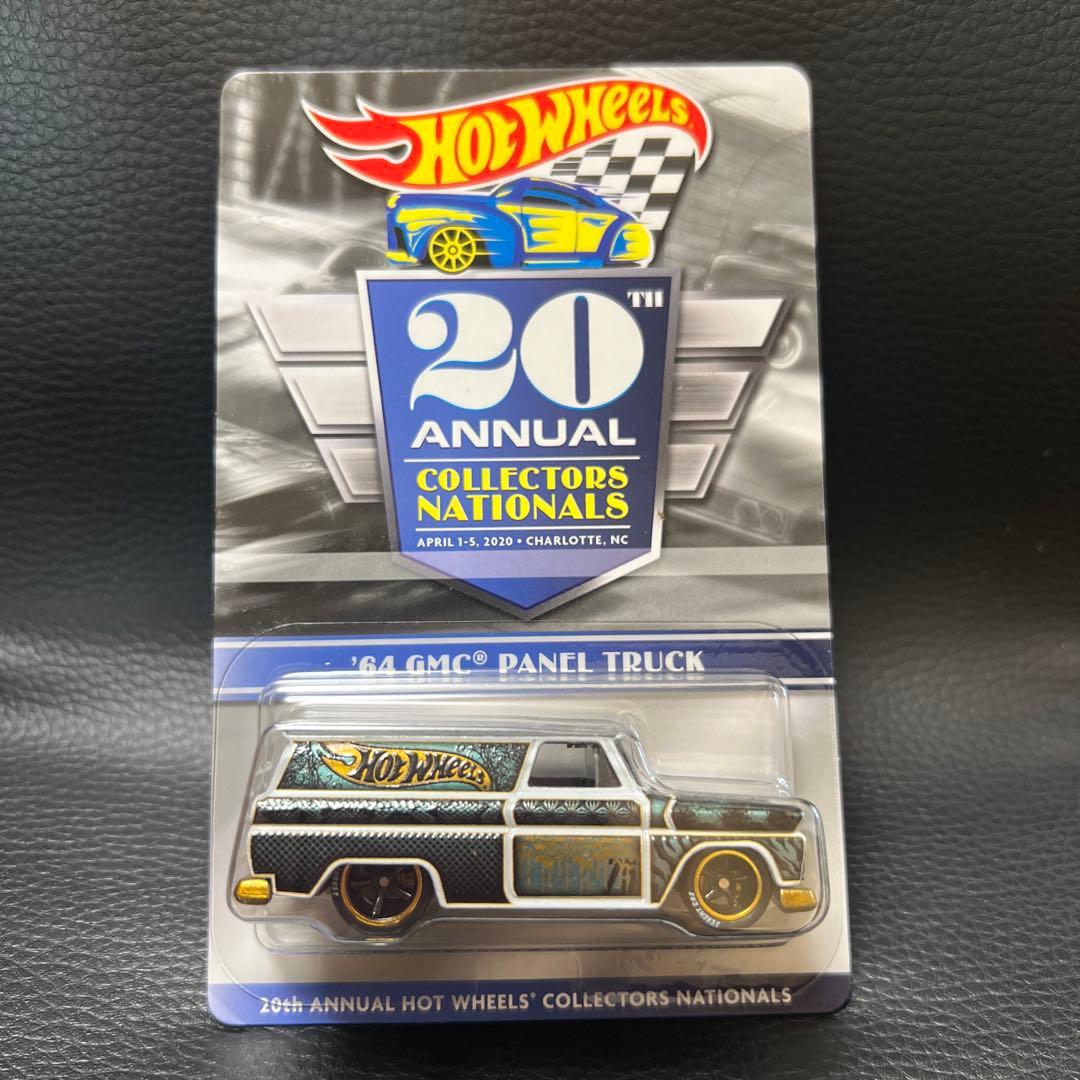 HOT WHEELS
20TH
ANNUAL
COLLECTORS
NATIONALS
APRIL 1-5, 2020 • CHARLOTTE, NC
'64 GMC® PANEL TRUCK
HOT WHEELS
20th ANNUAL HOT WHEELS® COLLECTORS NATIONALS